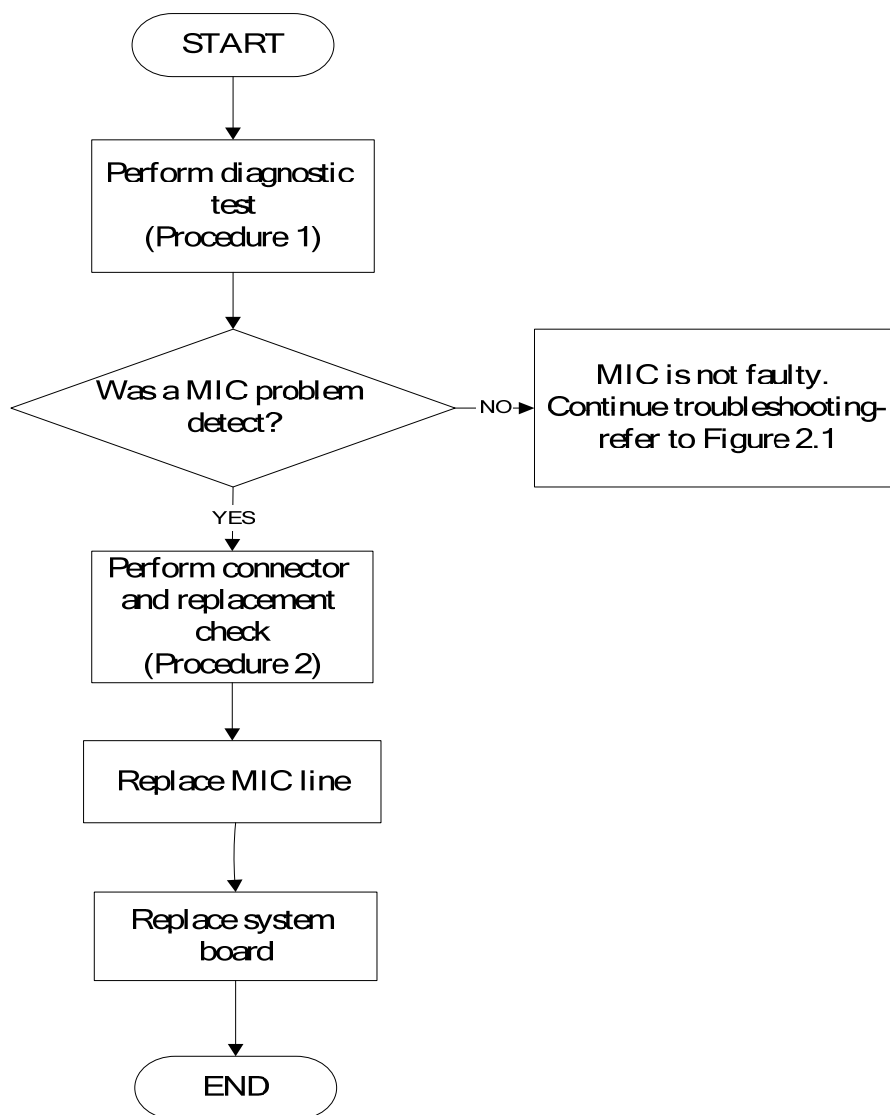 START
Perform diagnostic
test
(Procedure 1)
Was a MIC problem
detect?
NO
MIC is not faulty.
Continue troubleshooting-
refer to Figure 2.1
YES
Perform connector
and replacement
check
(Procedure 2)
Replace MIC line
Replace system
board
END